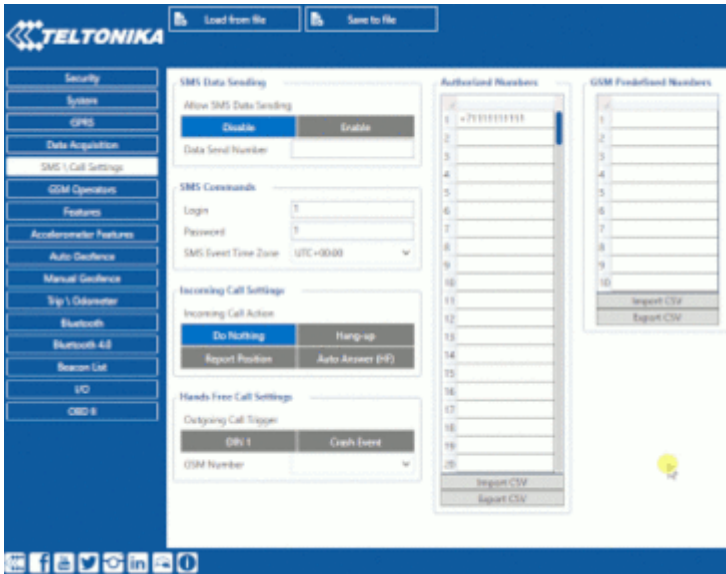 TELTONIKA
Load from file
Save to file
Security
System
GPRS
Data Acquisition
SMS \ Call Settings
GSM Operators
Features
Accelerometer Features
Auto Geofence
Manual Geofence
Trip \ Odometer
Bluetooth
Bluetooth 4.0
Beacon List
I/O
OBD II
SMS Data Sending
Allow SMS Data Sending
Disable Enable
Data Send Number
SMS Commands
Login 1
Password 1
SMS Event Time Zone UTC+00:00
Incoming Call Settings
Incoming Call Action
Do Nothing Hang-up
Report Position Auto Answer (HF)
Hands Free Call Settings
Outgoing Call Trigger
DIN 1 Crash Event
GSM Number
Authorized Numbers
1
2
3
4
5
6
7
8
9
10
11
12
13
14
15
16
17
18
19
20
Import CSV
Export CSV
GSM Predefined Numbers
1
2
3
4
5
6
7
8
9
10
Import CSV
Export CSV